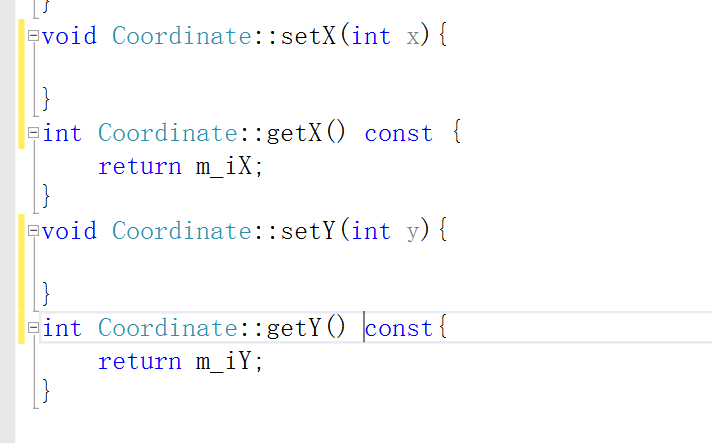 }
void Coordinate::setX(int x){
}
int Coordinate::getX() const {
return m_iX;
}
void Coordinate::setY(int y){
}
int Coordinate::getY() const{
return m_iY;
}